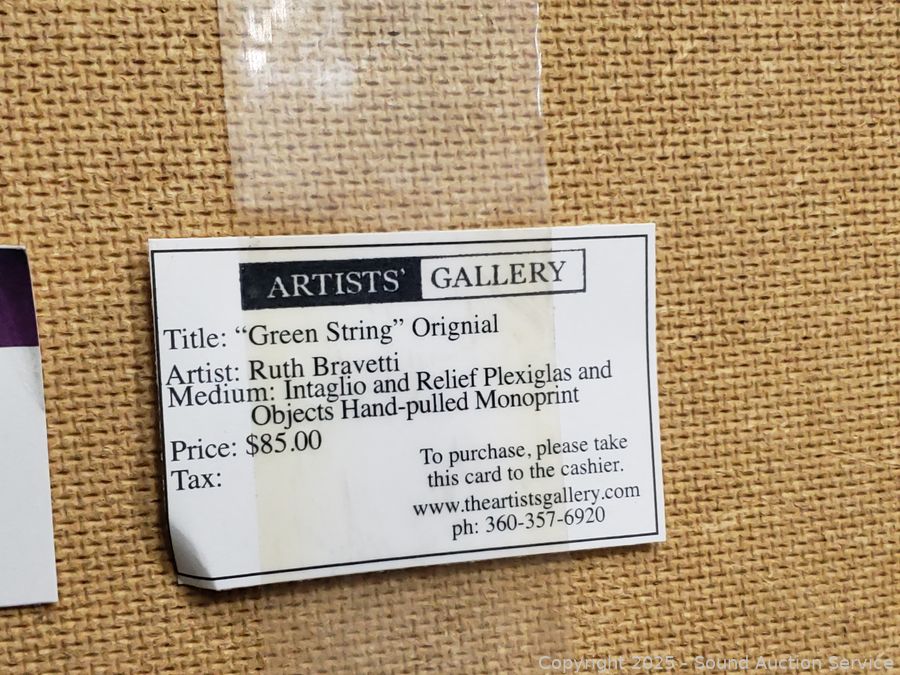 ARTISTS' GALLERY
Title: “Green String” Orignial
Artist: Ruth Bravetti
Medium: Intaglio and Relief Plexiglas and
Objects Hand-pulled Monoprint
Price: $85.00
Tax:
To purchase, please take
this card to the cashier.
www.theartistsgallery.com
ph: 360-357-6920
Copyright 2025 - Sound Auction Service